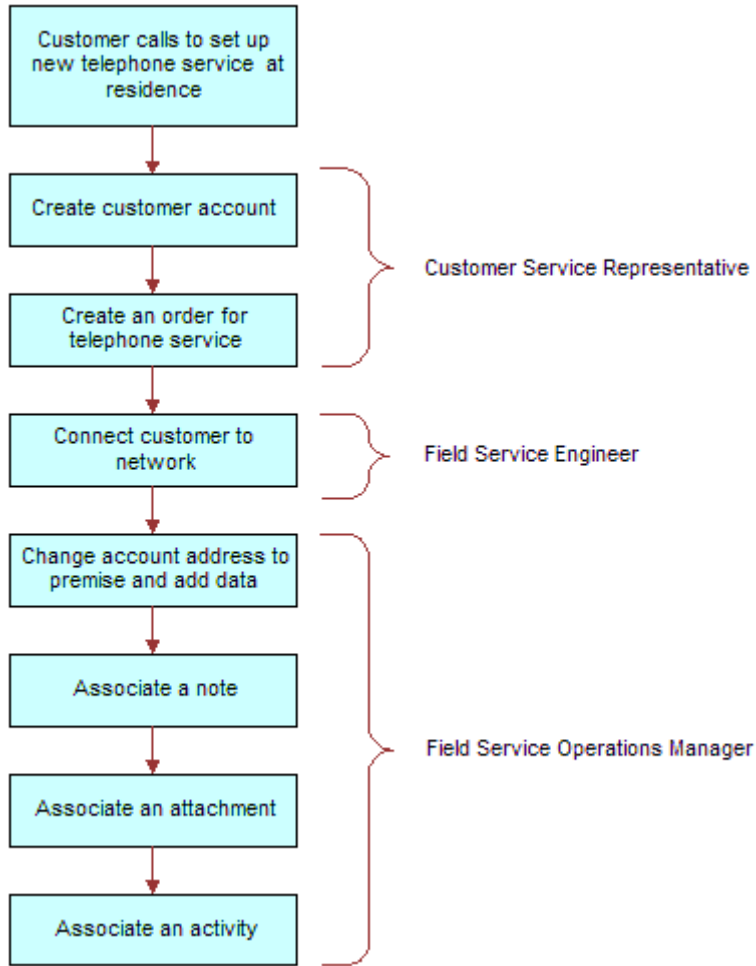 Customer calls to set up
new telephone service at
residence
Create customer account
Create an order for
telephone service
Customer Service Representative
Connect customer to
network
Field Service Engineer
Change account address to
premise and add data
Associate a note
Associate an attachment
Associate an activity
Field Service Operations Manager